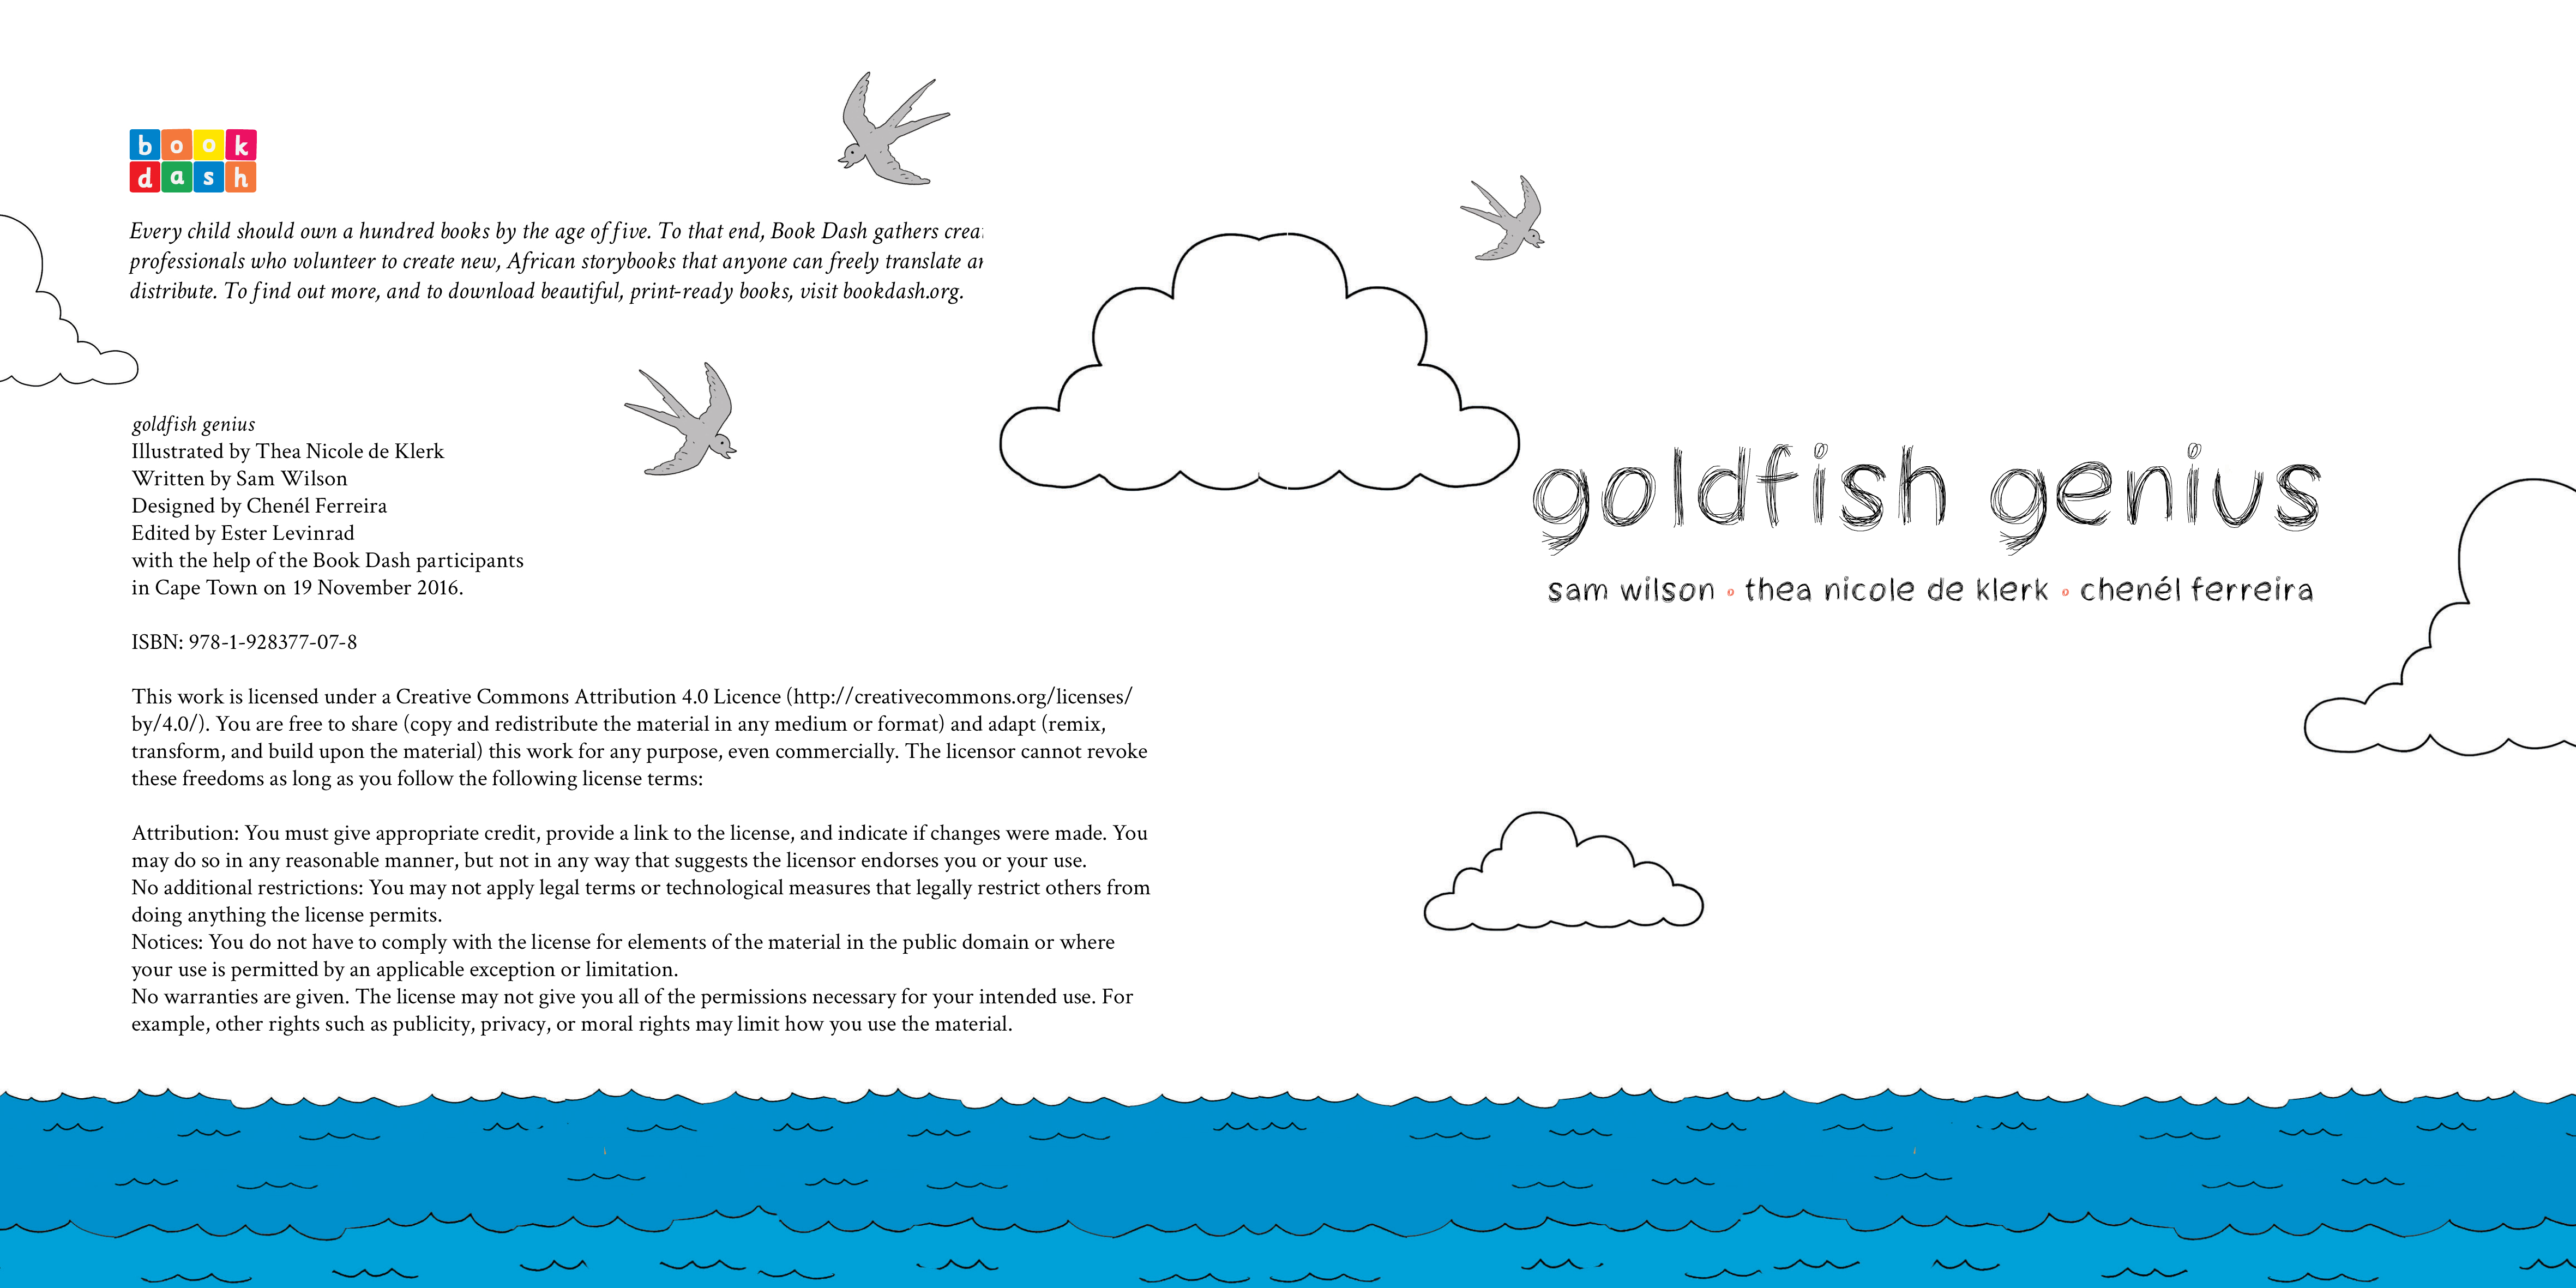 book
dash
Every child should own a hundred books by the age of five. To that end, Book Dash gathers
professionals who volunteer to create new, African storybooks that anyone can freely translate
distribute. To find out more, and to download beautiful, print-ready books, visit bookdash.org.
goldfish genius
Illustrated by Thea Nicole de Klerk
Written by Sam Wilson
Designed by Chenél Ferreira
Edited by Ester Levinrad
with the help of the Book Dash participants
in Cape Town on 19 November 2016.
ISBN: 978-1-928377-07-8
This work is licensed under a Creative Commons Attribution 4.0 Licence (http://creativecommons.org/licenses/
by/4.0/). You are free to share (copy and redistribute the material in any medium or format) and adapt (remix,
transform, and build upon the material) this work for any purpose, even commercially. The licensor cannot revoke
these freedoms as long as you follow the following license terms:
Attribution: You must give appropriate credit, provide a link to the license, and indicate if changes were made. You
may do so in any reasonable manner, but not in any way that suggests the licensor endorses you or your use.
No additional restrictions: You may not apply legal terms or technological measures that legally restrict others from
doing anything the license permits.
Notices: You do not have to comply with the license for elements of the material in the public domain or where
your use is permitted by an applicable exception or limitation.
No warranties are given. The license may not give you all of the permissions necessary for your intended use. For
example, other rights such as publicity, privacy, or moral rights may limit how you use the material.
goldfish genius
sam wilson • thea nicole de klerk • chenél ferreira